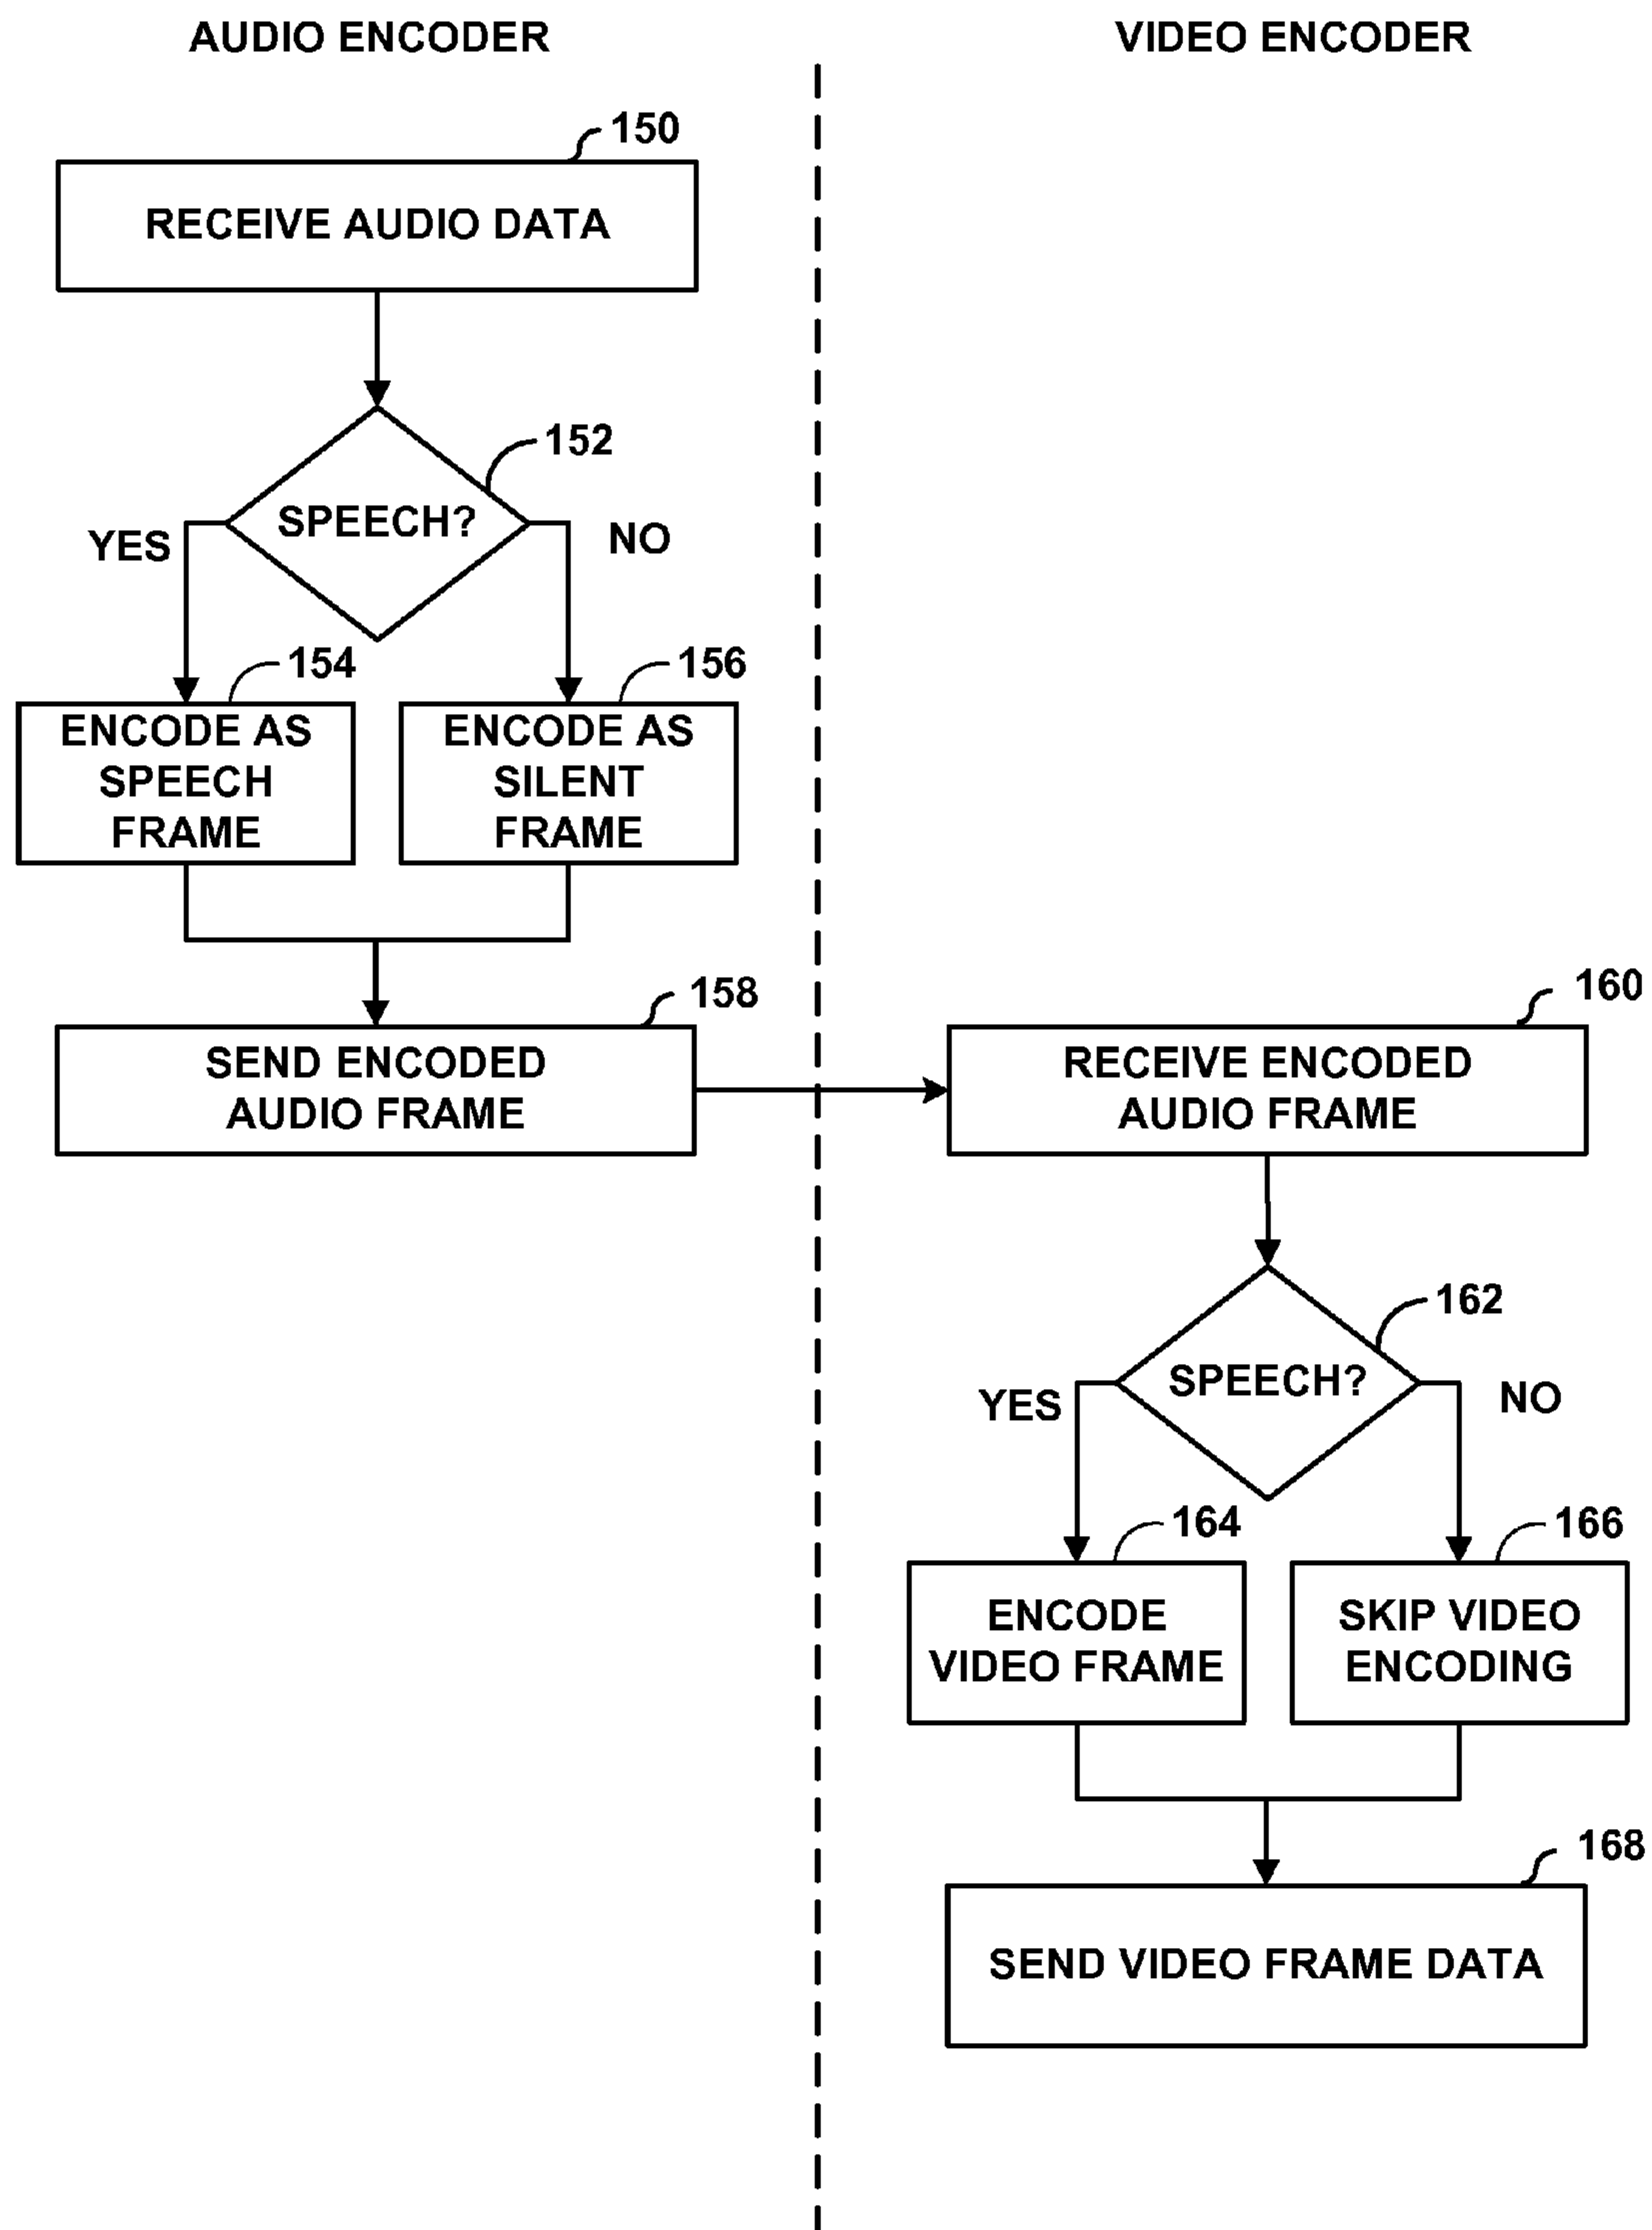 AUDIO ENCODER
VIDEO ENCODER
150
RECEIVE AUDIO DATA
152
SPEECH?
YES
NO
154
156
ENCODE AS
SPEECH
FRAME
ENCODE AS
SILENT
FRAME
158
SEND ENCODED
AUDIO FRAME
160
RECEIVE ENCODED
AUDIO FRAME
162
SPEECH?
YES
NO
164
166
ENCODE
VIDEO FRAME
SKIP VIDEO
ENCODING
168
SEND VIDEO FRAME DATA